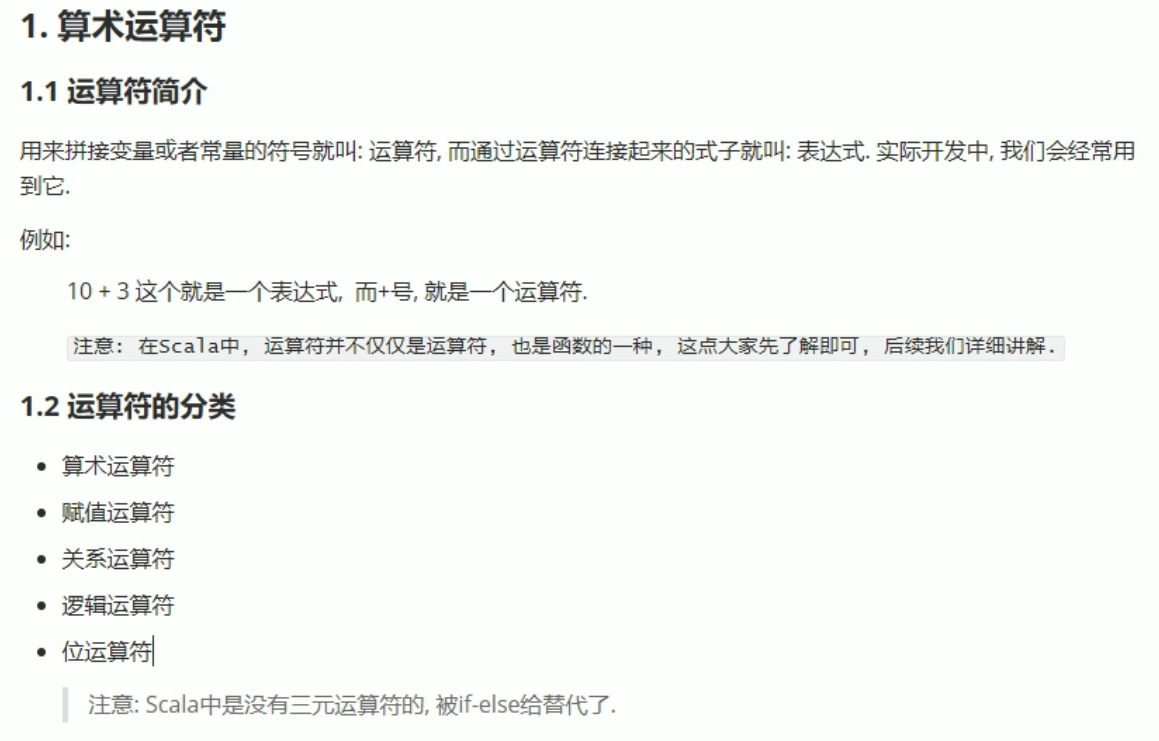 1. 算术运算符
1.1 运算符简介
用来拼接变量或者常量的符号就叫: 运算符, 而通过运算符连接起来的式子就叫: 表达式. 实际开发中, 我们会经常用
到它.
例如:
10 + 3 这个就是一个表达式, 而+号, 就是一个运算符.
注意: 在Scala中, 运算符并不仅仅是运算符, 也是函数的一种, 这点大家先了解即可, 后续我们详细讲解.
1.2 运算符的分类
• 算术运算符
• 赋值运算符
• 关系运算符
• 逻辑运算符
• 位运算符
注意: Scala中是没有三元运算符的, 被if-else给替代了.